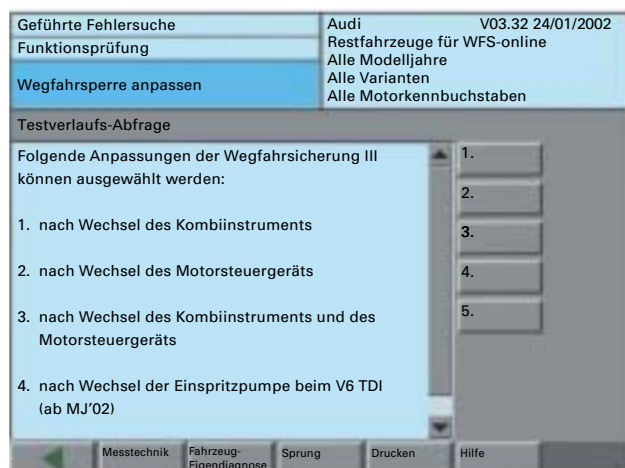 Geführte Fehlersuche
Funktionsprüfung
Wegfahrsperre anpassen
Audi V03.32 24/01/2002
Restfahrzeuge für WFS-online
Alle Modelljahre
Alle Varianten
Alle Motorkennbuchstaben
Testverlaufs-Abfrage
Folgende Anpassungen der Wegfahrsicherung III
können ausgewählt werden:
1. nach Wechsel des Kombiinstruments
2. nach Wechsel des Motorsteuergeräts
3. nach Wechsel des Kombiinstruments und des
Motorsteuergeräts
4. nach Wechsel der Einspritzpumpe beim V6 TDI
(ab MJ'02)
1.
2.
3.
4.
5.
Messtechnik
Fahrzeug-
Eigendiagnose
Sprung
Drucken
Hilfe